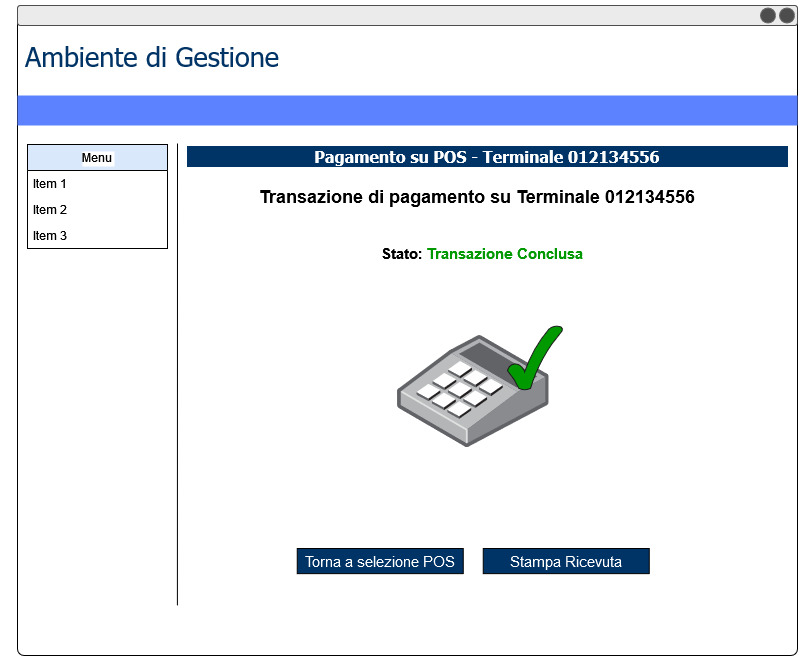 Ambiente di Gestione
Menu
Item 1
Item 2
Item 3
Pagamento su POS - Terminale 012134556
Transazione di pagamento su Terminale 012134556
Stato: Transazione Conclusa
Torna a selezione POS
Stampa Ricevuta